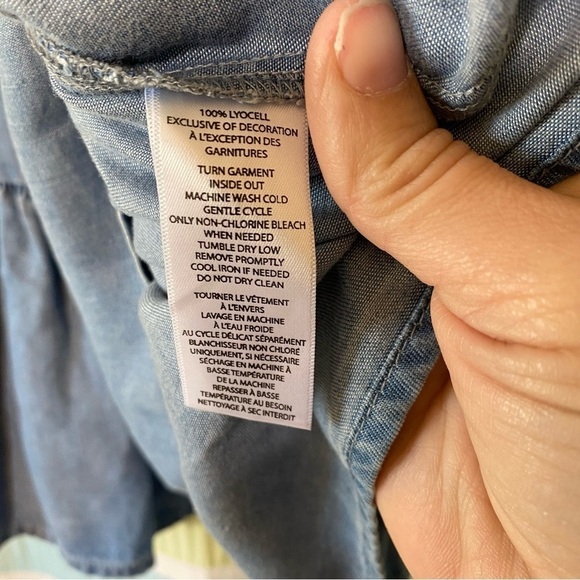 100% LYOCELL
EXCLUSIVE OF DECORATION
À L'EXCEPTION DES
GARNITURES
TURN GARMENT
INSIDE OUT
MACHINE WASH COLD
GENTLE CYCLE
ONLY NON-CHLORINE BLEACH
WHEN NEEDED
TUMBLE DRY LOW
REMOVE PROMPTLY
COOL IRON IF NEEDED
DO NOT DRY CLEAN
TOURNER LE VÊTEMENT
À L'ENVERS
LAVAGE EN MACHINE
À L'EAU FROIDE
AU CYCLE DÉLICAT SÉPARÉMENT
BLANCHISSEUR NON CHLORÉ
UNIQUEMENT, SI NÉCESSAIRE
SÉCHAGE EN MACHINE À
BASSE TEMPÉRATURE
DE LA MACHINE
REPASSER À BASSE
TEMPÉRATURE AU BESOIN
NETTOYAGE À SEC INTERDIT